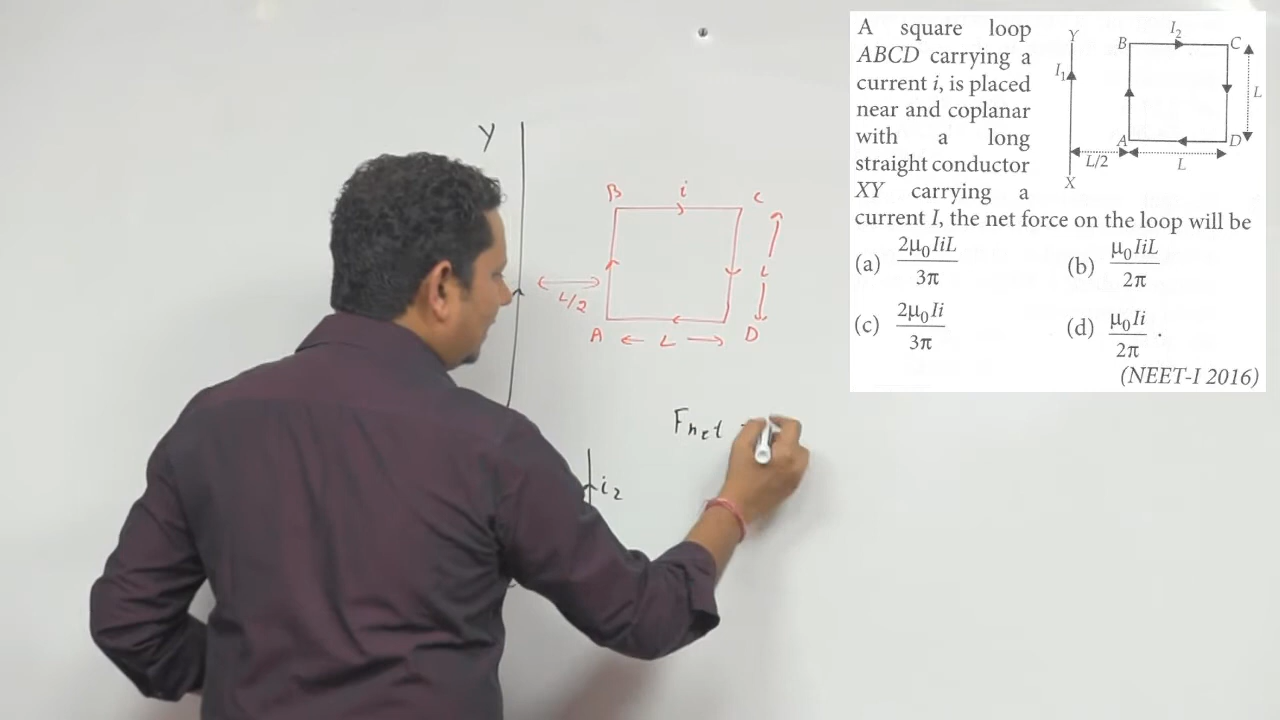 A square loop
ABCD carrying a
current i, is placed
near and coplanar
with a long
straight conductor
XY carrying a
current I, the net force on the loop will be
(a) 2μ₀IiL / 3π
(b) μ₀IiL / 2π
(c) 2μ₀Ii / 3π
(d) μ₀Ii / 2π .
(NEET-I 2016)
Y
I₁
X
B
I₂
C
L
A
D
L/2
L
Y
B
i
C
L
L/2
A
L
D
Fnet
i₂